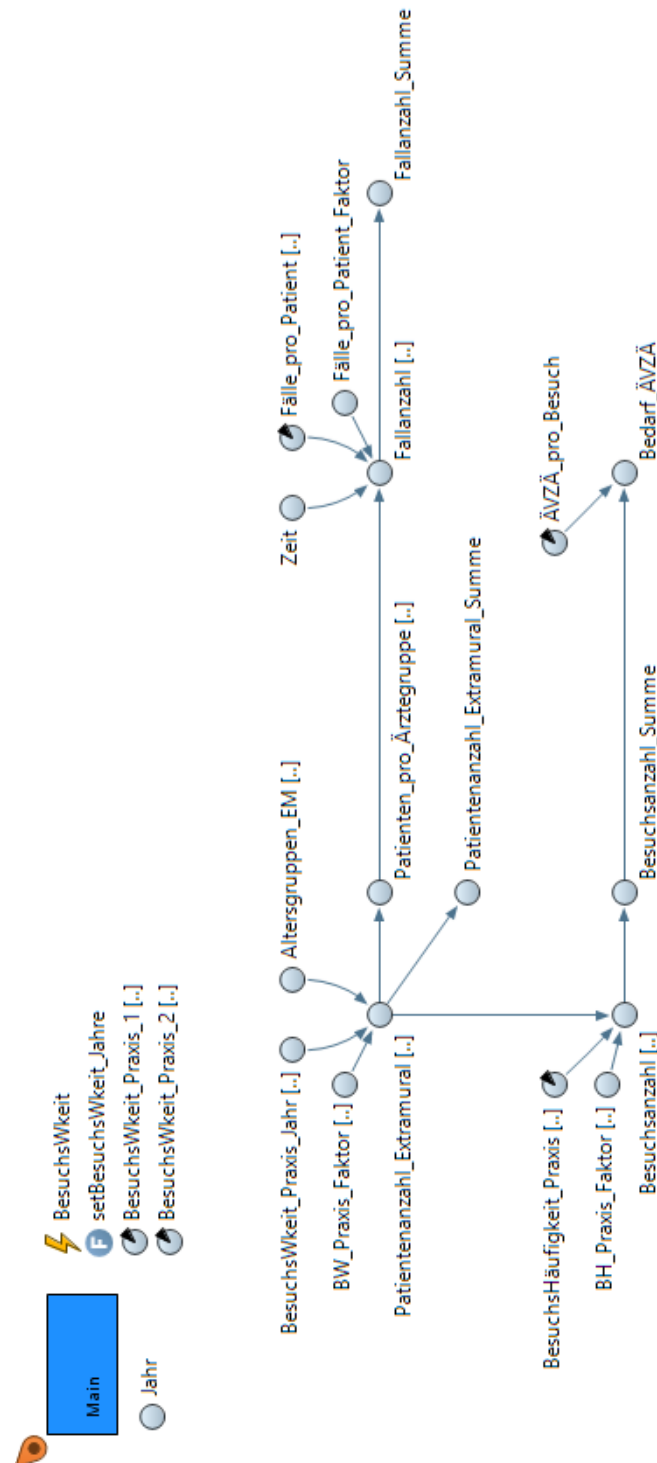 Main
Jahr
BesuchsWkeit
setBesuchsWkeit_Jahre
BesuchsWkeit_Praxis_1 [..]
BesuchsWkeit_Praxis_2 [..]
BesuchsWkeit_Praxis_Jahr [..]
Altersgruppen_EM [..]
Zeit
Fälle_pro_Patient [..]
BW_Praxis_Faktor [..]
Fälle_pro_Patient_Faktor
Patientenanzahl_Extramural [..]
Patienten_pro_Ärztegruppe [..]
Fallanzahl [..]
Fallanzahl_Summe
Patientenanzahl_Extramural_Summe
BesuchsHäufigkeit_Praxis [..]
ÄVZÄ_pro_Besuch
BH_Praxis_Faktor [..]
Besuchsanzahl [..]
Besuchsanzahl_Summe
Bedarf_ÄVZÄ